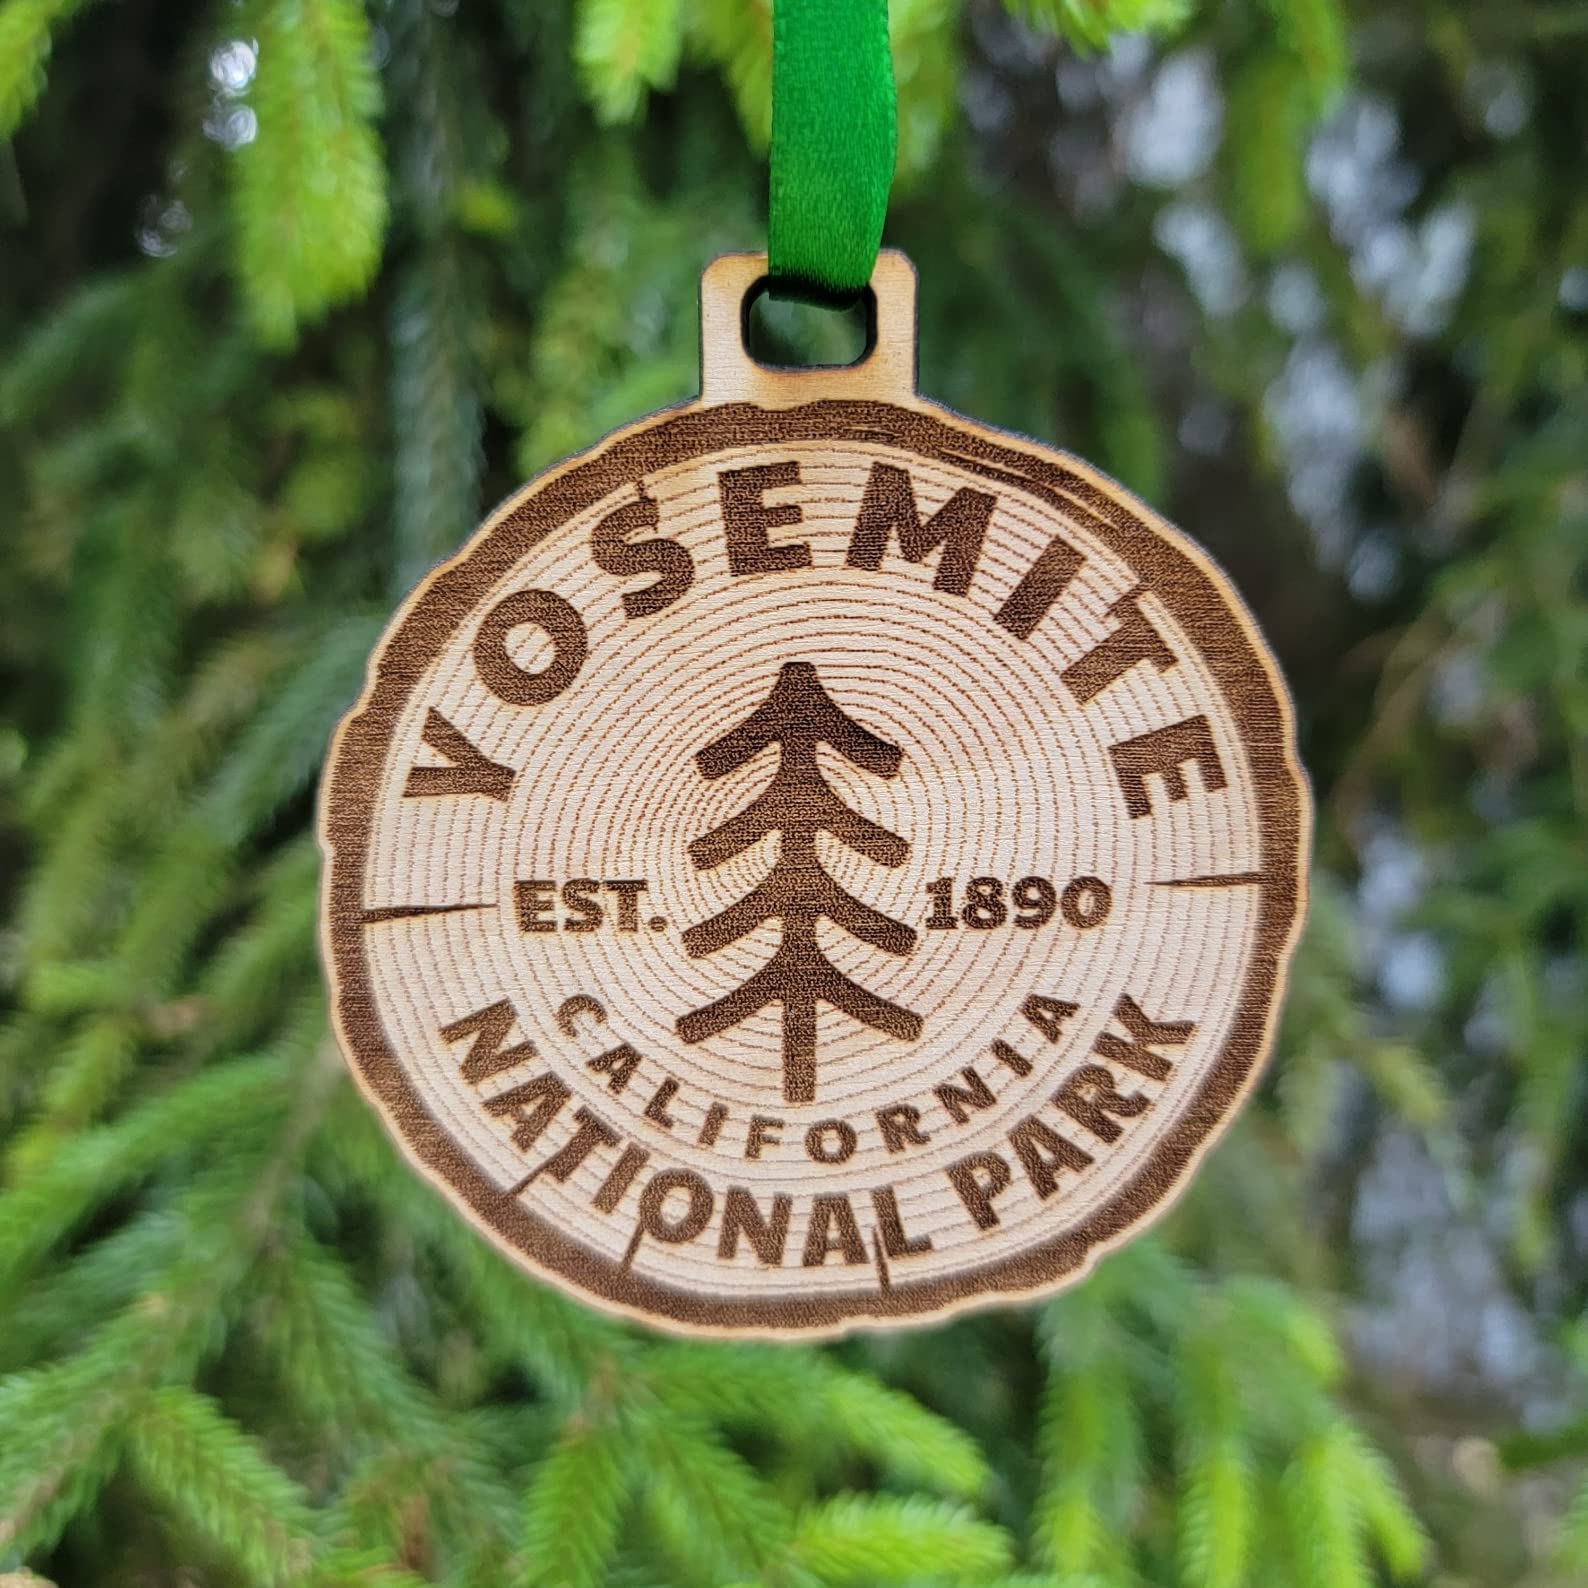 YOSEMITE
EST. 1890
CALIFORNIA
NATIONAL PARK